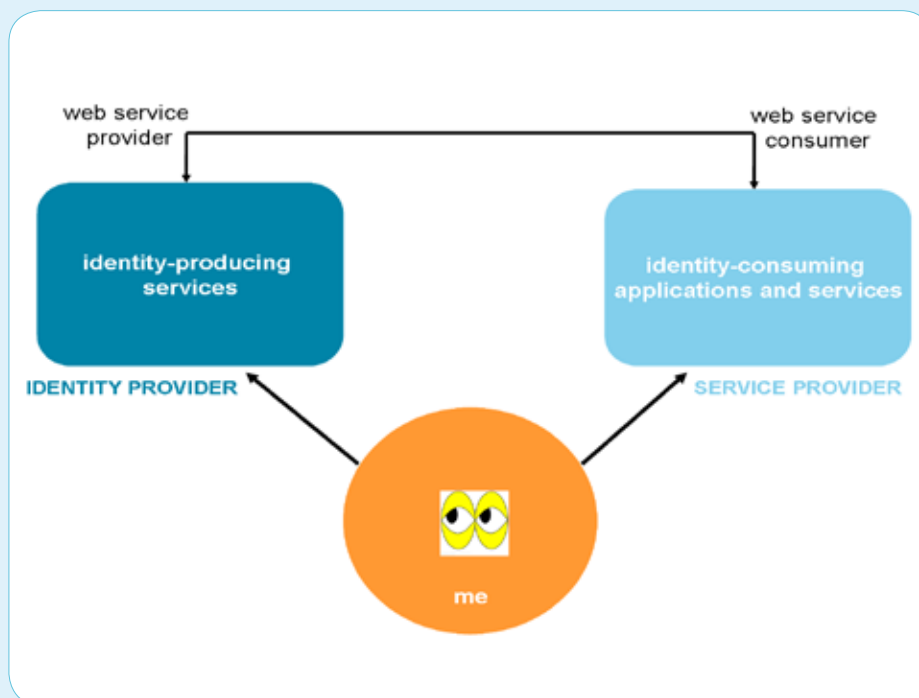 web service
provider
web service
consumer
identity-producing
services
identity-consuming
applications and services
IDENTITY PROVIDER
SERVICE PROVIDER
me